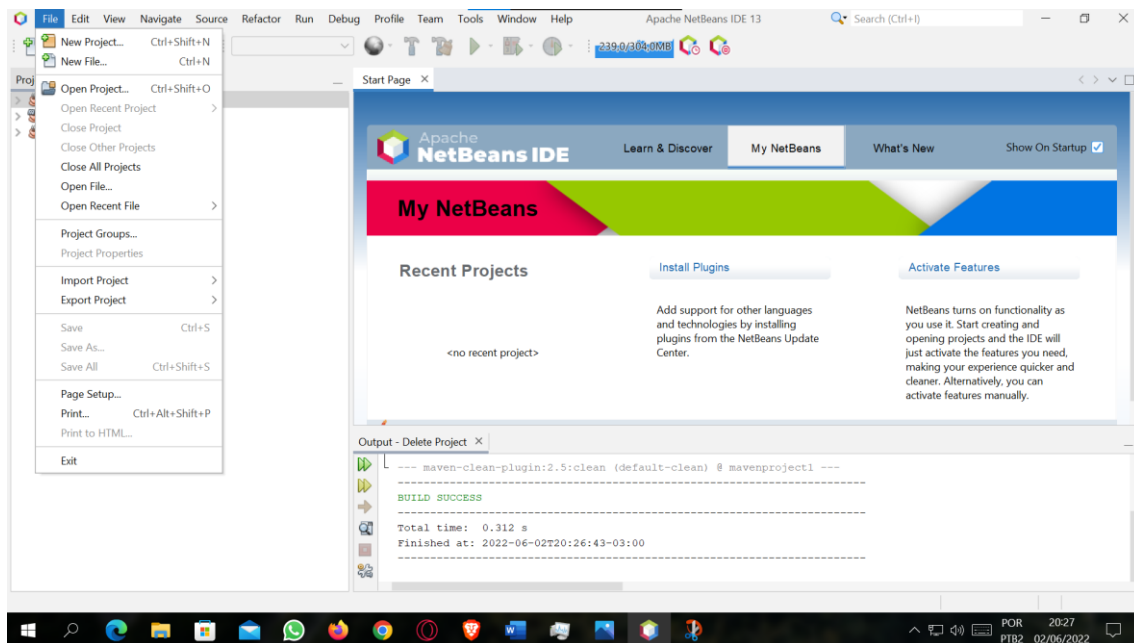 File Edit View Navigate Source Refactor Run Debug Profile Team Tools Window Help Apache NetBeans IDE 13 Search (Ctrl+I)
New Project... Ctrl+Shift+N
New File... Ctrl+N
Open Project... Ctrl+Shift+O
Open Recent Project
Close Project
Close Other Projects
Close All Projects
Open File...
Open Recent File
Project Groups...
Project Properties
Import Project
Export Project
Save Ctrl+S
Save As...
Save All Ctrl+Shift+S
Page Setup...
Print... Ctrl+Alt+Shift+P
Print to HTML...
Exit
239,0/304,0MB
Proj
Start Page
Apache
NetBeans IDE
Learn & Discover My NetBeans What's New Show On Startup
My NetBeans
Recent Projects
<no recent project>
Install Plugins
Add support for other languages
and technologies by installing
plugins from the NetBeans Update
Center.
Activate Features
NetBeans turns on functionality as
you use it. Start creating and
opening projects and the IDE will
just activate the features you need,
making your experience quicker and
cleaner. Alternatively, you can
activate features manually.
Output - Delete Project
--- maven-clean-plugin:2.5:clean (default-clean) @ mavenproject1 ---
------------------------------------------------------------------------
BUILD SUCCESS
------------------------------------------------------------------------
Total time: 0.312 s
Finished at: 2022-06-02T20:26:43-03:00
------------------------------------------------------------------------
POR 20:27
PTB2 02/06/2022